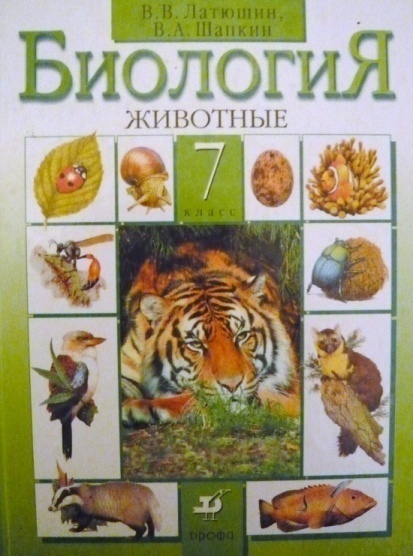 В.В. Латюшин,
В.А. Шапкин
БиологиЯ
ЖИВОТНЫЕ
7
класс
дрофа